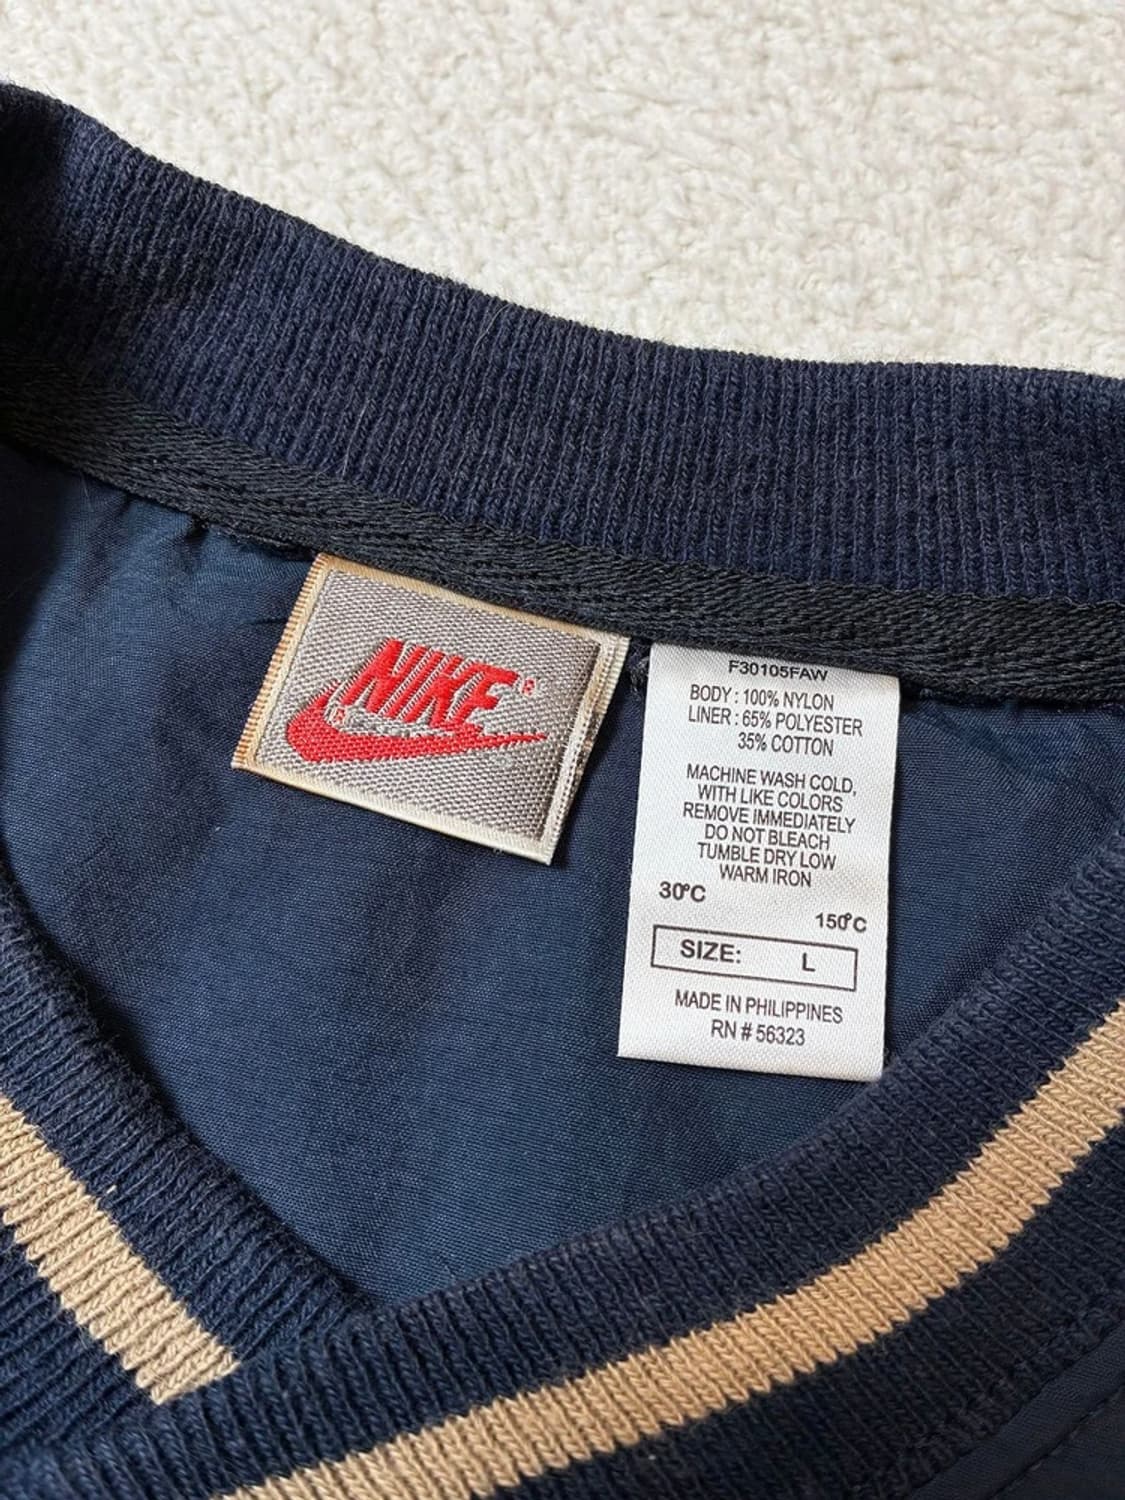 NIKE®
F30105FAW
BODY : 100% NYLON
LINER : 65% POLYESTER
35% COTTON
MACHINE WASH COLD,
WITH LIKE COLORS
REMOVE IMMEDIATELY
DO NOT BLEACH
TUMBLE DRY LOW
WARM IRON
30°C
150°C
SIZE: L
MADE IN PHILIPPINES
RN # 56323